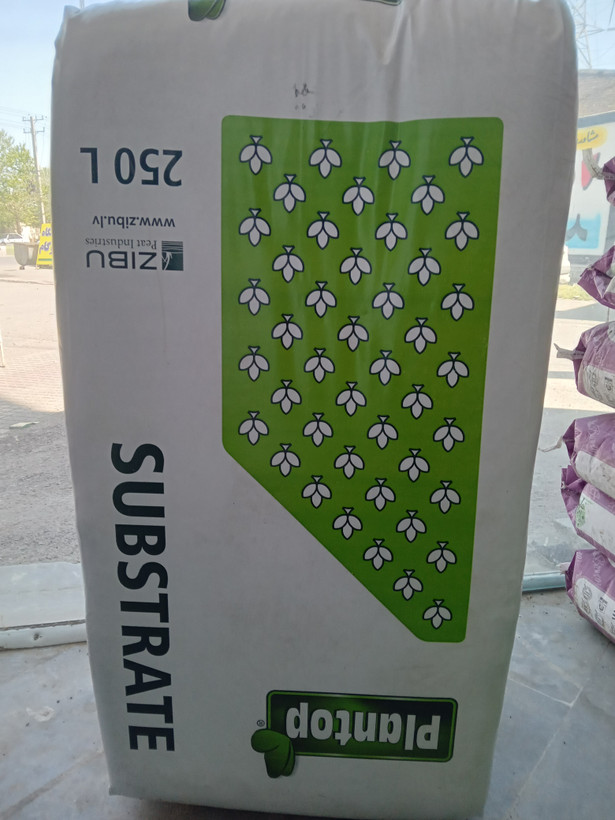 Plantop®
SUBSTRATE
ZIBU
Peat Industries
www.zibu.lv
250 L